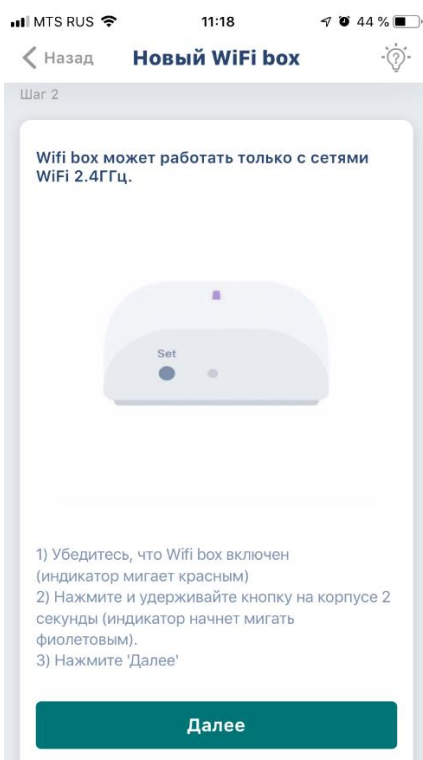 MTS RUS 11:18 44 %
Назад Новый WiFi box
Шаг 2
Wifi box может работать только с сетями
WiFi 2.4ГГц.
Set
1) Убедитесь, что Wifi box включен
(индикатор мигает красным)
2) Нажмите и удерживайте кнопку на корпусе 2
секунды (индикатор начнет мигать
фиолетовым).
3) Нажмите 'Далее'
Далее